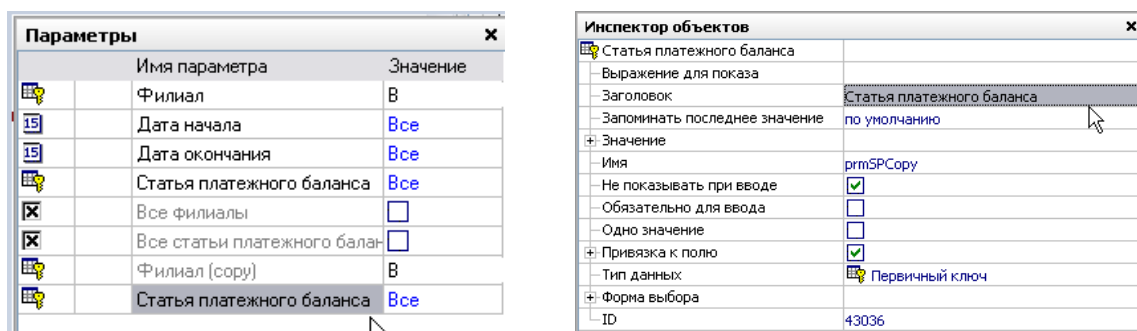 Параметры
Имя параметра Значение
Филиал В
15 Дата начала Все
15 Дата окончания Все
Статья платежного баланса Все
Все филиалы
Все статьи платежного балан
Филиал (copy) В
Статья платежного баланса Все
Инспектор объектов
Статья платежного баланса
Выражение для показа
Заголовок Статья платежного баланса
Запоминать последнее значение по умолчанию
Значение
Имя prmSPCopy
Не показывать при вводе
Обязательно для ввода
Одно значение
Привязка к полю
Тип данных Первичный ключ
Форма выбора
ID 43036